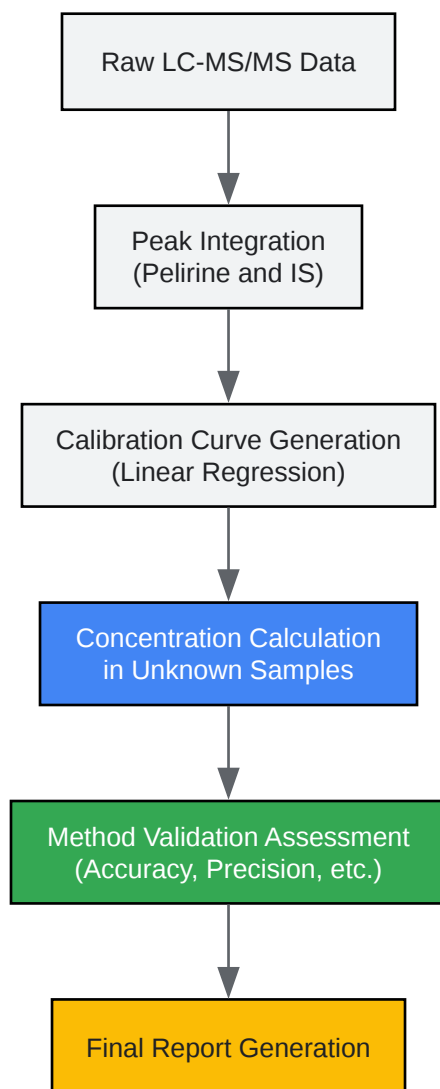 Raw LC-MS/MS Data
Peak Integration
(Pelirine and IS)
Calibration Curve Generation
(Linear Regression)
Concentration Calculation
in Unknown Samples
Method Validation Assessment
(Accuracy, Precision, etc.)
Final Report Generation